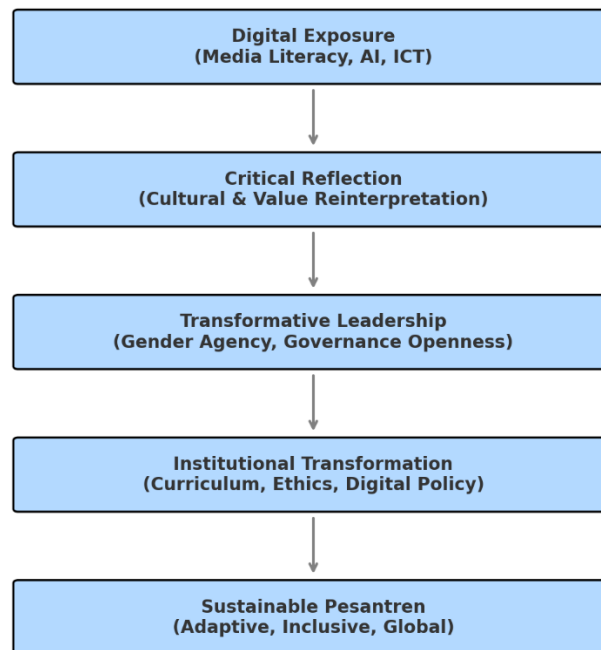 Digital Exposure
(Media Literacy, AI, ICT)
Critical Reflection
(Cultural & Value Reinterpretation)
Transformative Leadership
(Gender Agency, Governance Openness)
Institutional Transformation
(Curriculum, Ethics, Digital Policy)
Sustainable Pesantren
(Adaptive, Inclusive, Global)